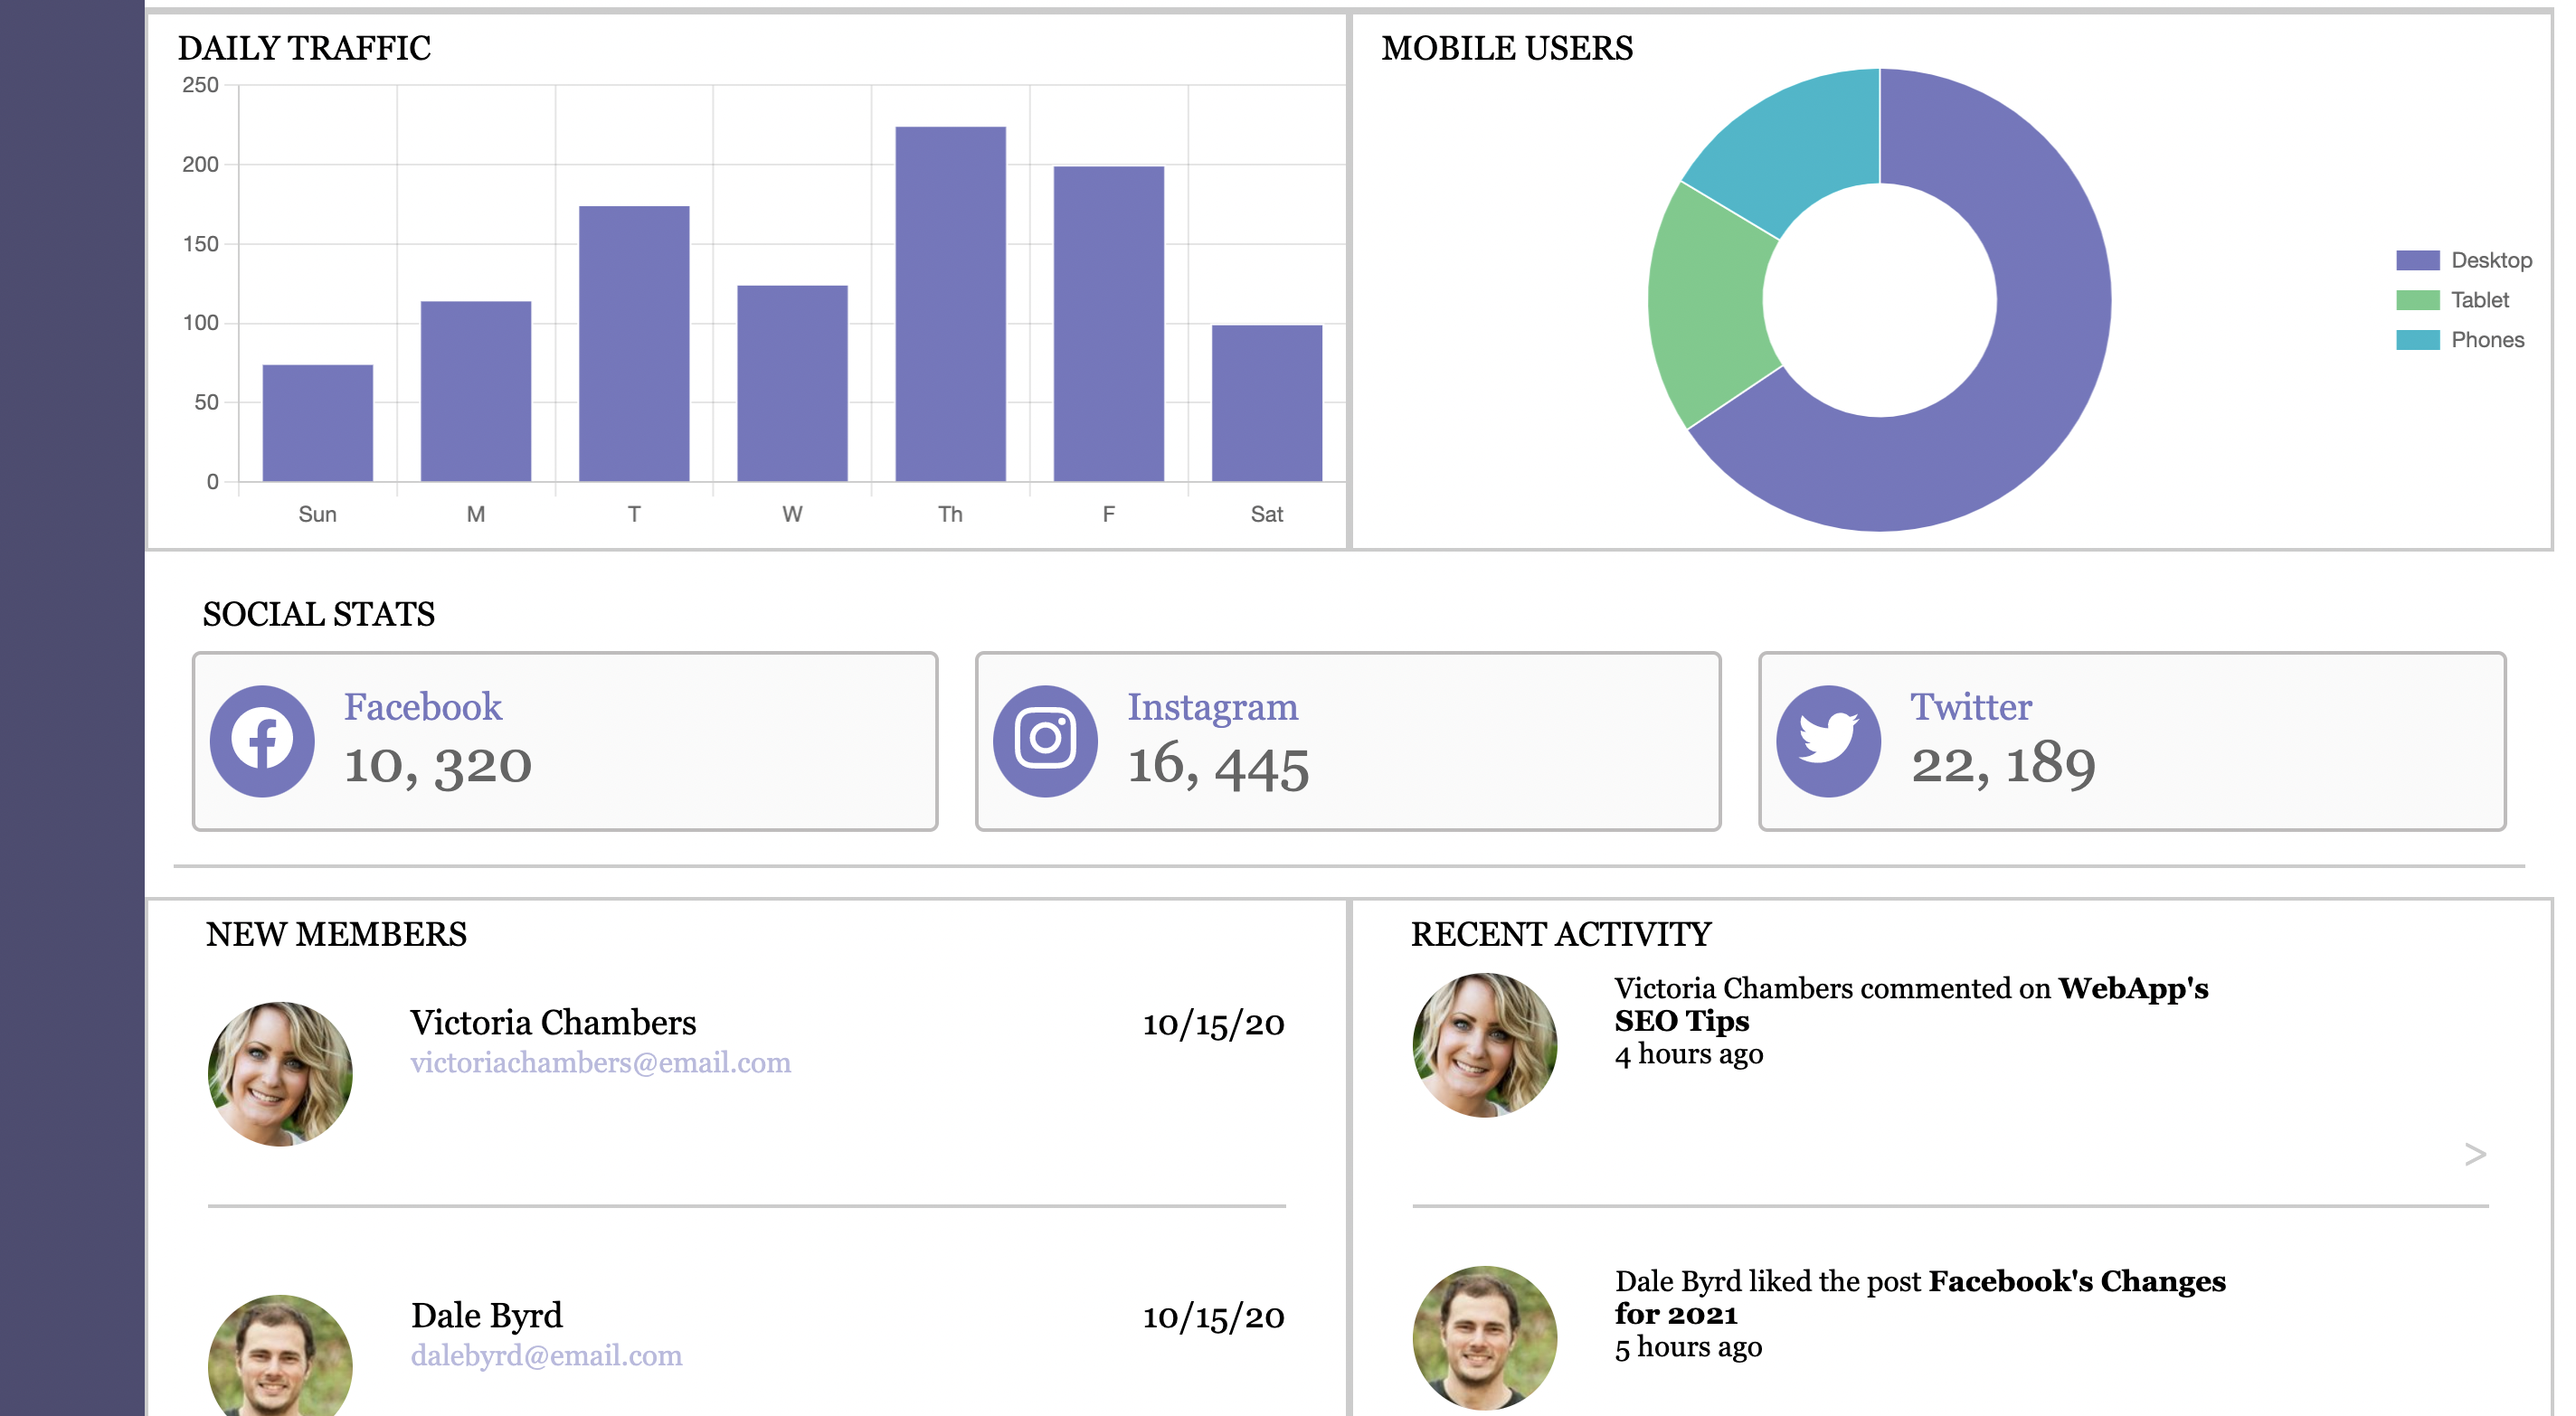 DAILY TRAFFIC
250
200
150
100
50
0
Sun M T W Th F Sat
MOBILE USERS
Desktop
Tablet
Phones
SOCIAL STATS
Facebook
10, 320
Instagram
16, 445
Twitter
22, 189
NEW MEMBERS
Victoria Chambers 10/15/20
victoriachambers@email.com
Dale Byrd 10/15/20
dalebyrd@email.com
RECENT ACTIVITY
Victoria Chambers commented on WebApp's
SEO Tips
4 hours ago
>
Dale Byrd liked the post Facebook's Changes
for 2021
5 hours ago